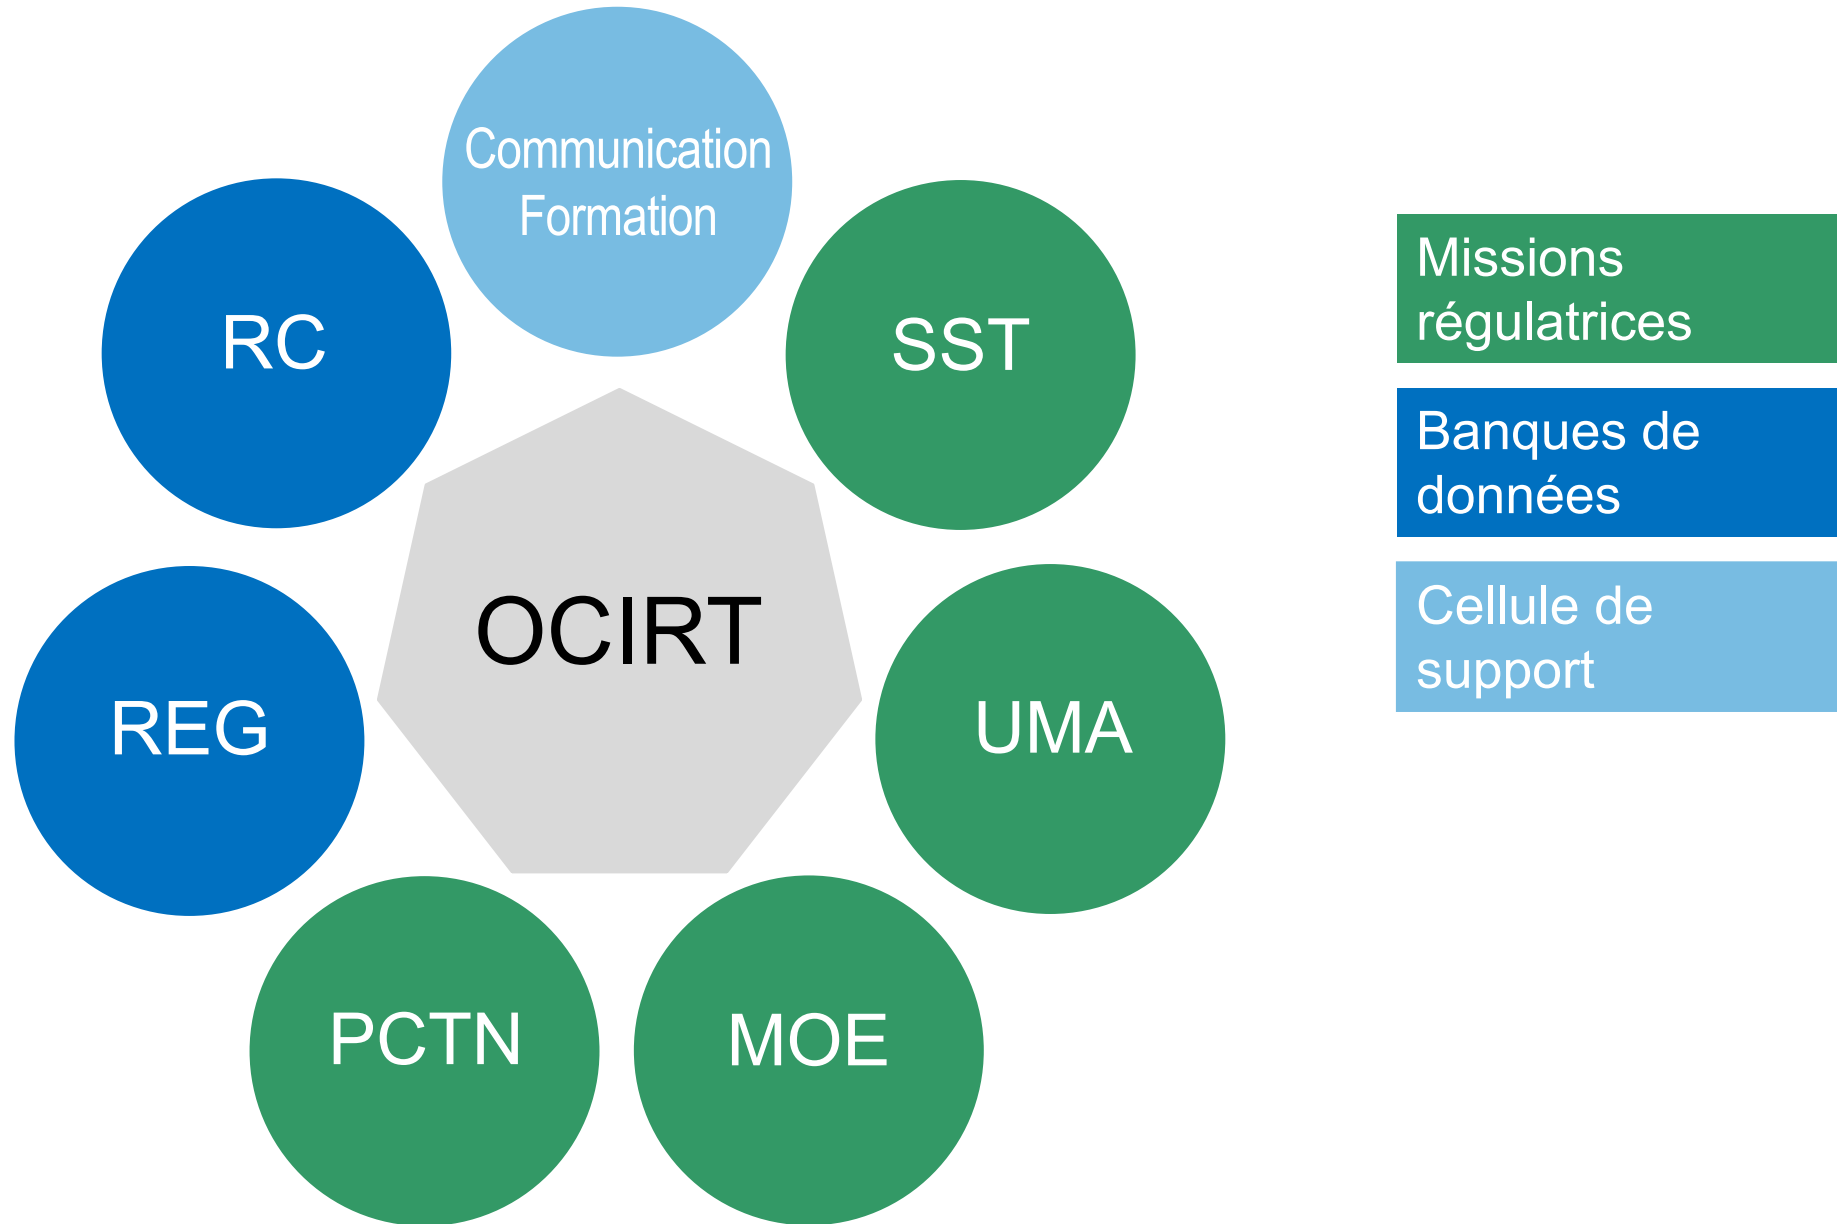 Communication
Formation
RC
SST
OCIRT
REG
UMA
PCTN
MOE
Missions
régulatrices
Banques de
données
Cellule de
support